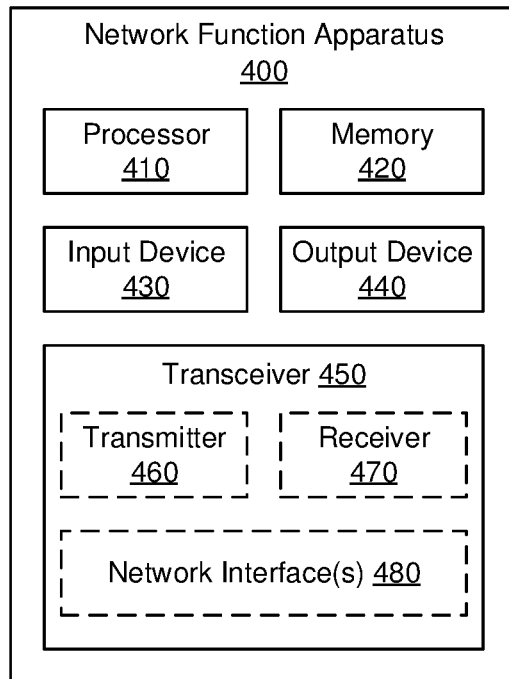 Network Function Apparatus
400
Processor
410
Memory
420
Input Device
430
Output Device
440
Transceiver 450
Transmitter
460
Receiver
470
Network Interface(s) 480